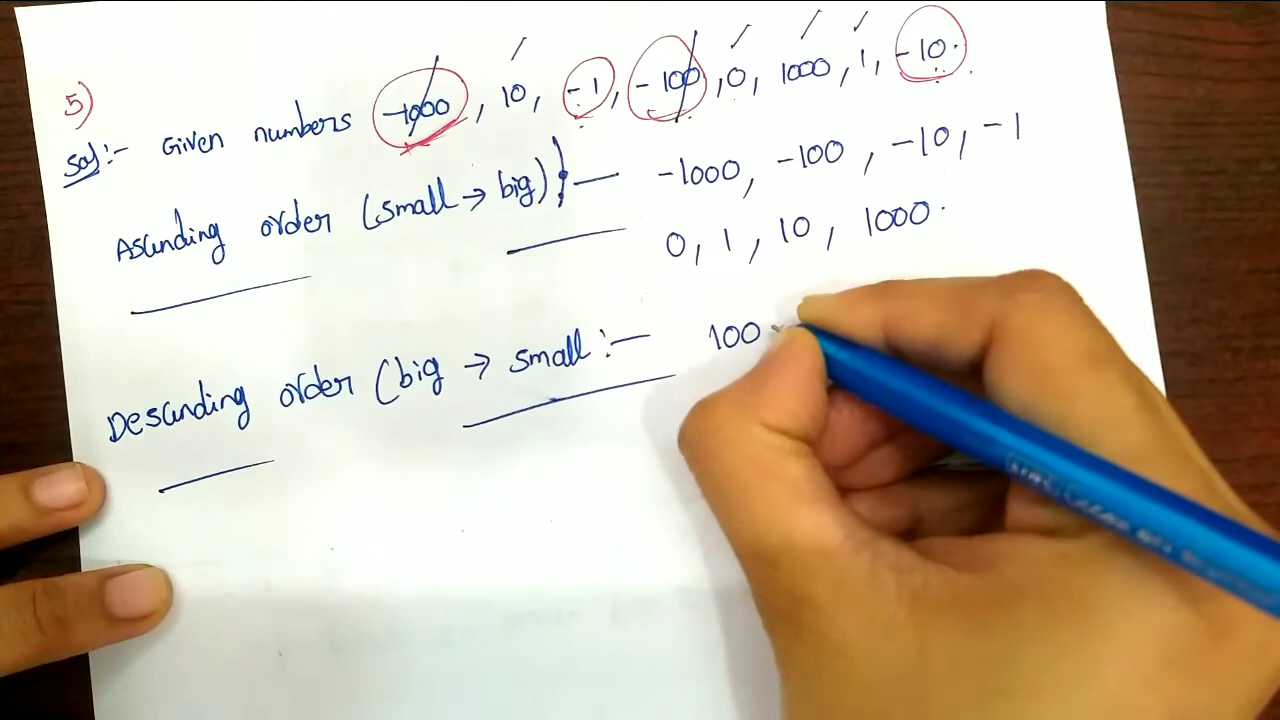 5)
Sol:- Given numbers -1000, 10, -1, -100, 0, 1000, 1, -10.
Ascending order (small → big)} — -1000, -100, -10, -1
0, 1, 10, 1000.
Descending order (big → small :— 100